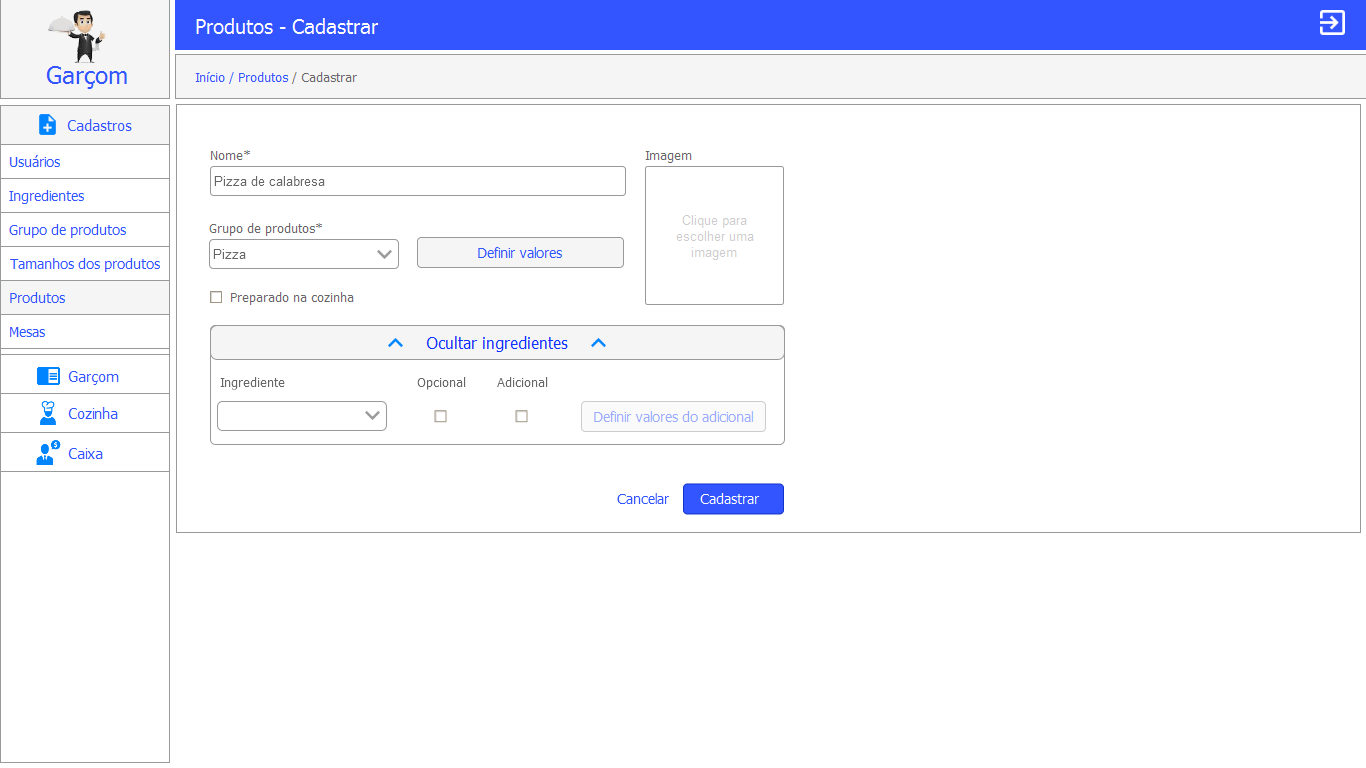 Garçom
Produtos - Cadastrar
Início / Produtos / Cadastrar
Cadastros
Usuários
Ingredientes
Grupo de produtos
Tamanhos dos produtos
Produtos
Mesas
Garçom
Cozinha
Caixa
Nome*
Pizza de calabresa
Imagem
Clique para
escolher uma
imagem
Grupo de produtos*
Pizza
Definir valores
Preparado na cozinha
Ocultar ingredientes
Ingrediente Opcional Adicional
Definir valores do adicional
Cancelar Cadastrar